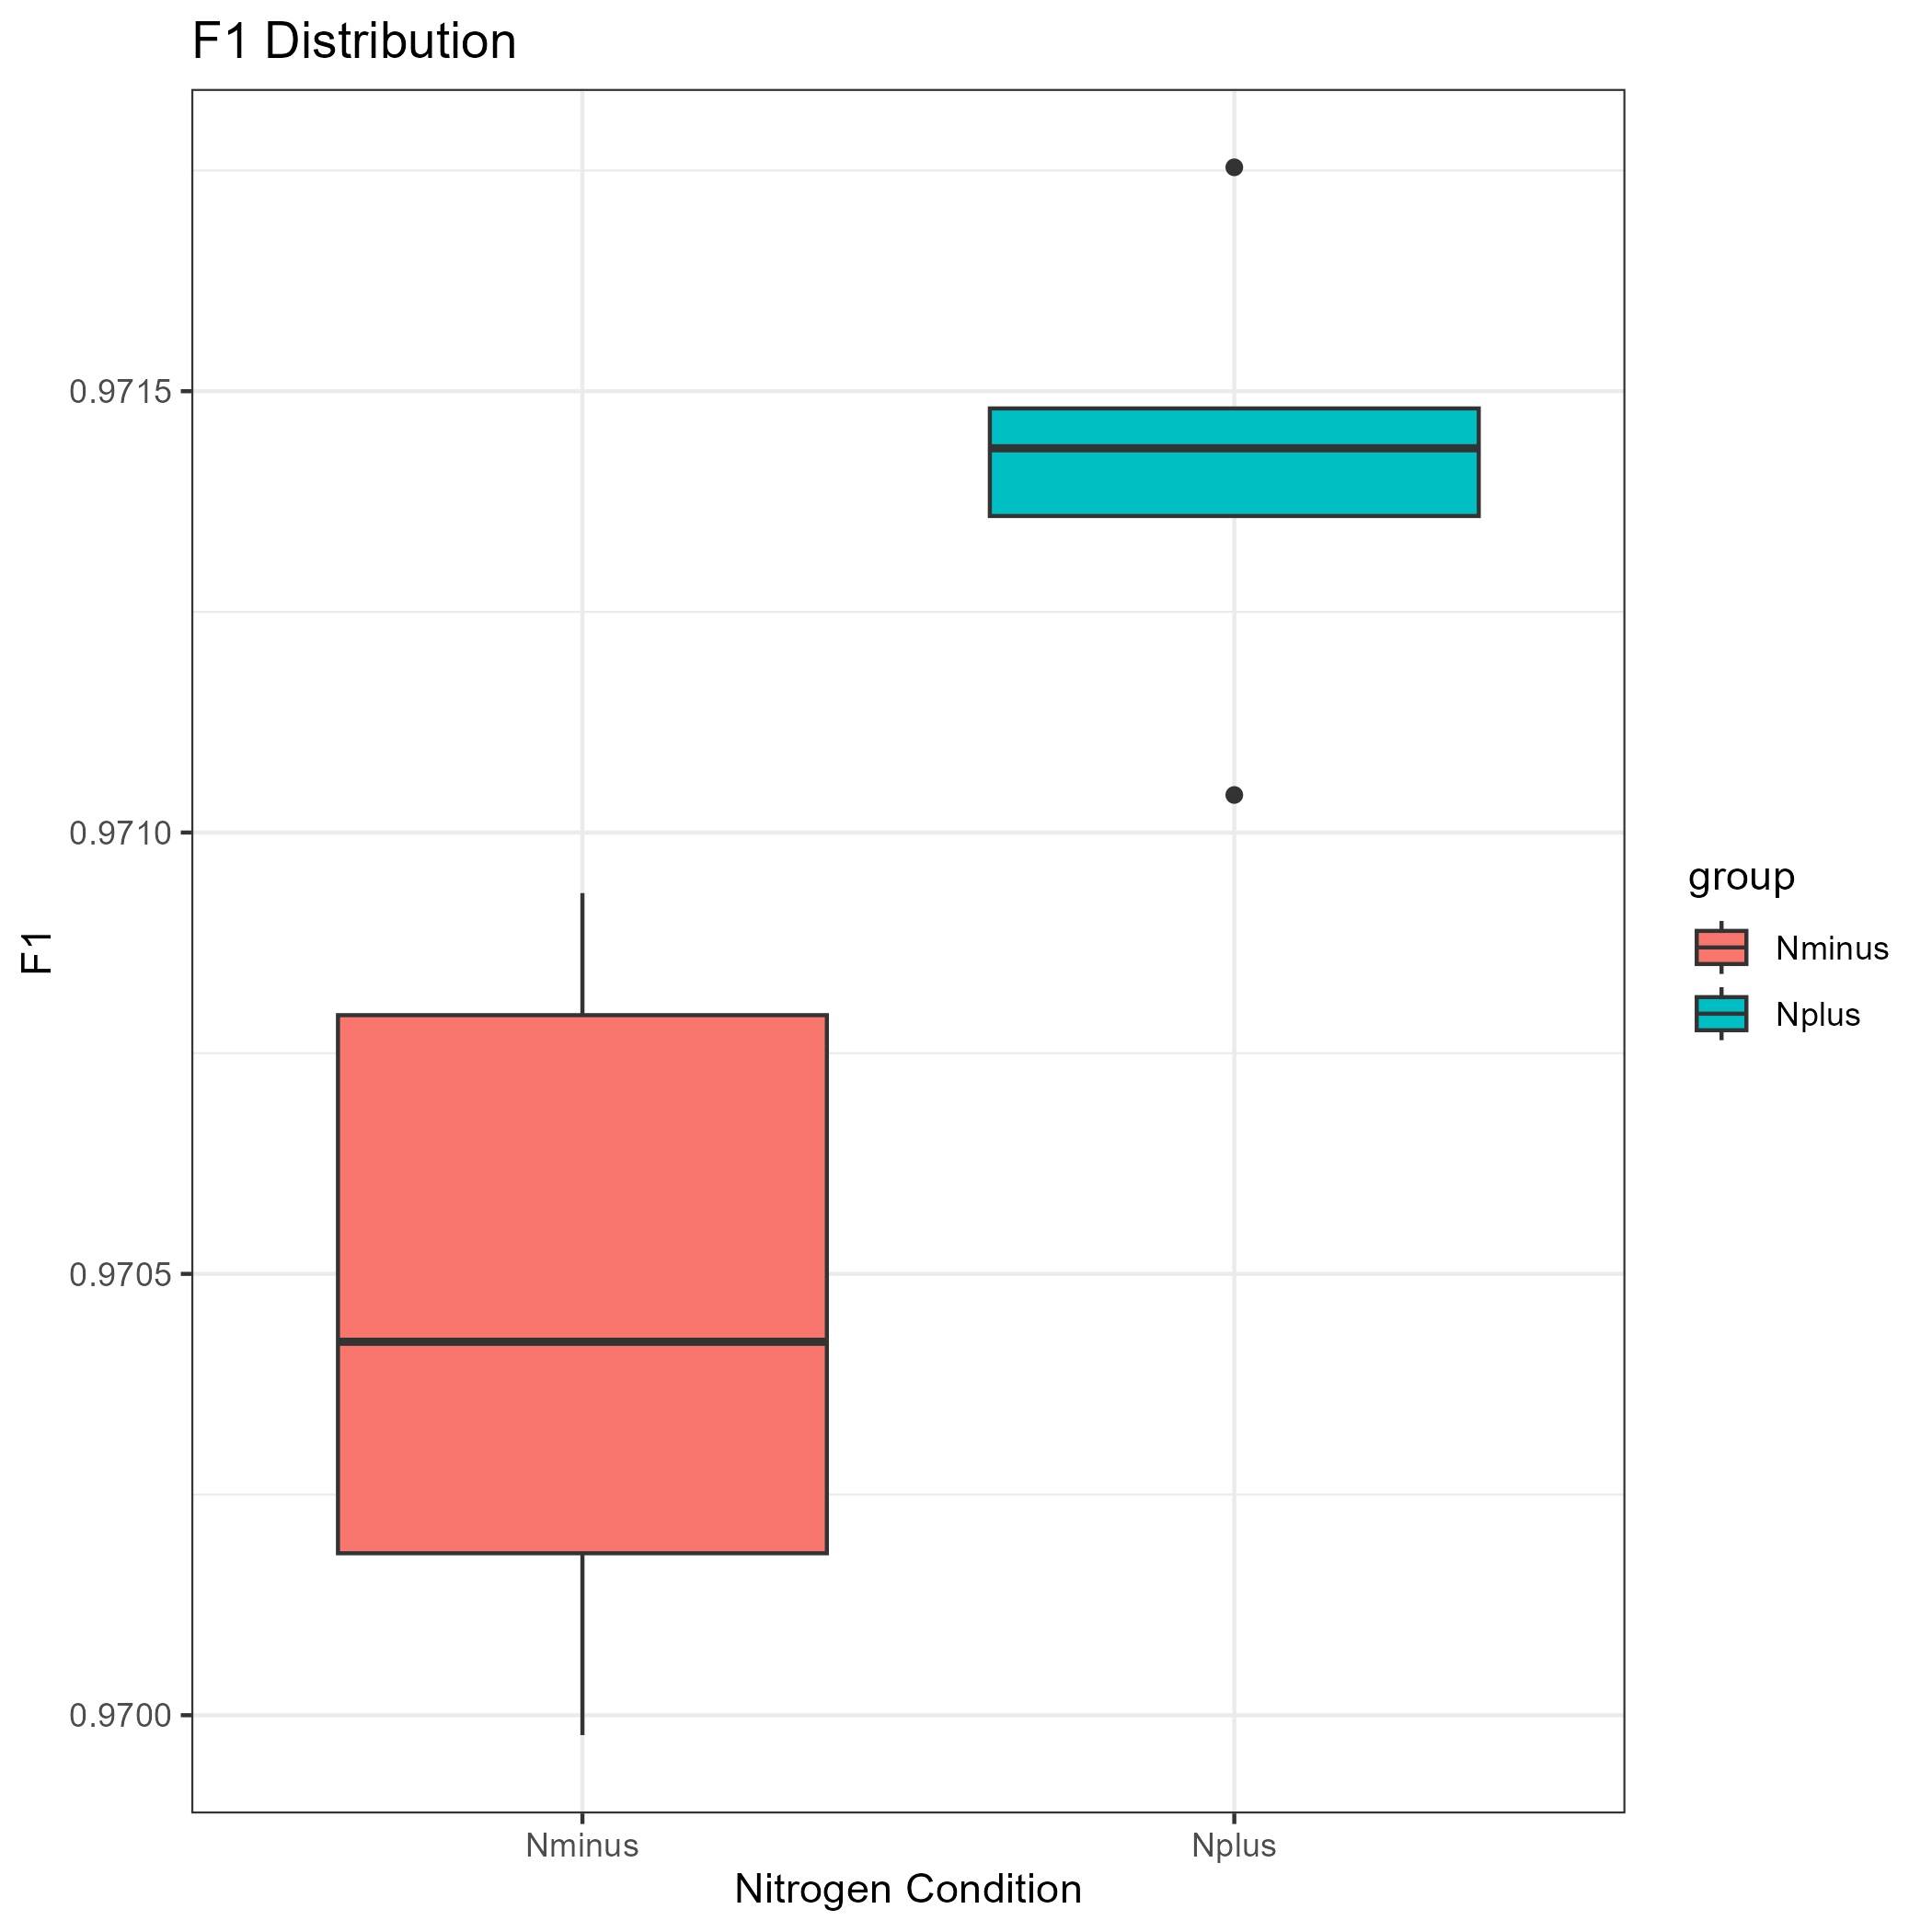 F1 Distribution
0.9715
0.9710
0.9705
0.9700
F1
Nminus
Nplus
Nitrogen Condition
group
Nminus
Nplus